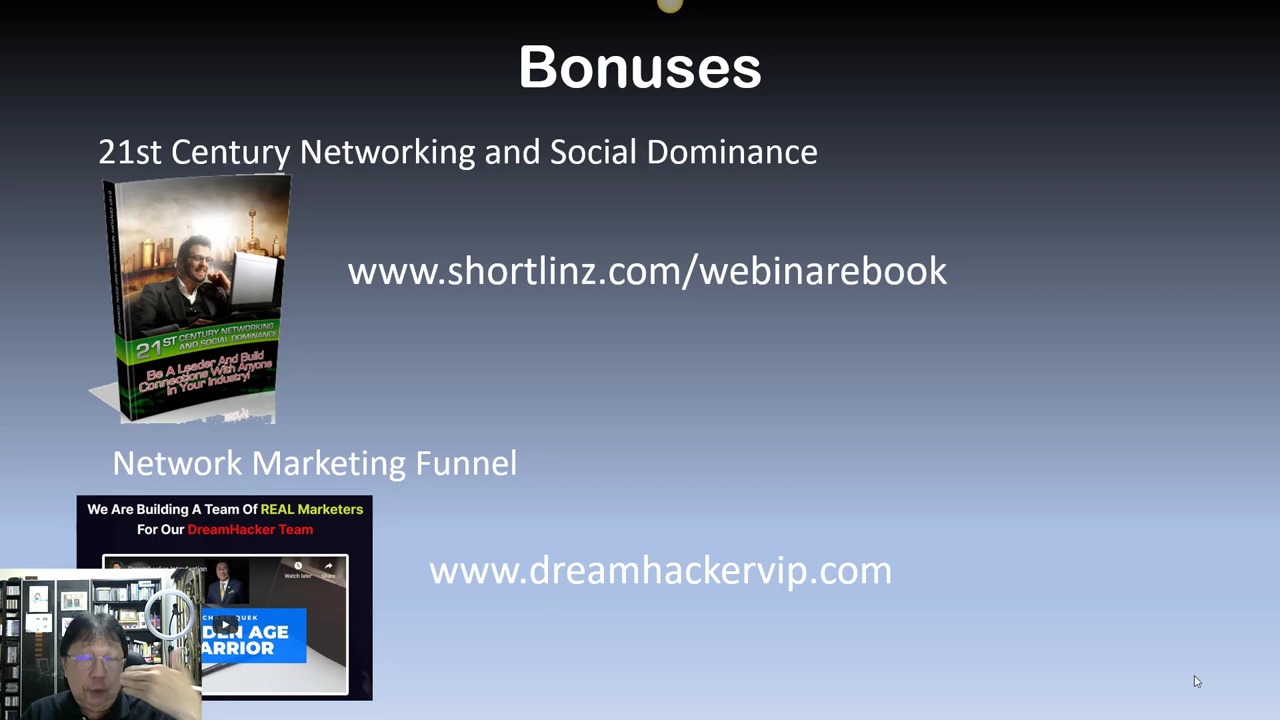 Bonuses
21st Century Networking and Social Dominance
21ST CENTURY NETWORKING
AND SOCIAL DOMINANCE
Be A Leader And Build
Connections With Anyone
In Your Industry!
www.shortlinz.com/webinarebook
Network Marketing Funnel
We Are Building A Team Of REAL Marketers
For Our DreamHacker Team
Watch later
Share
QUEK
DEN AGE
ARRIOR
www.dreamhackervip.com